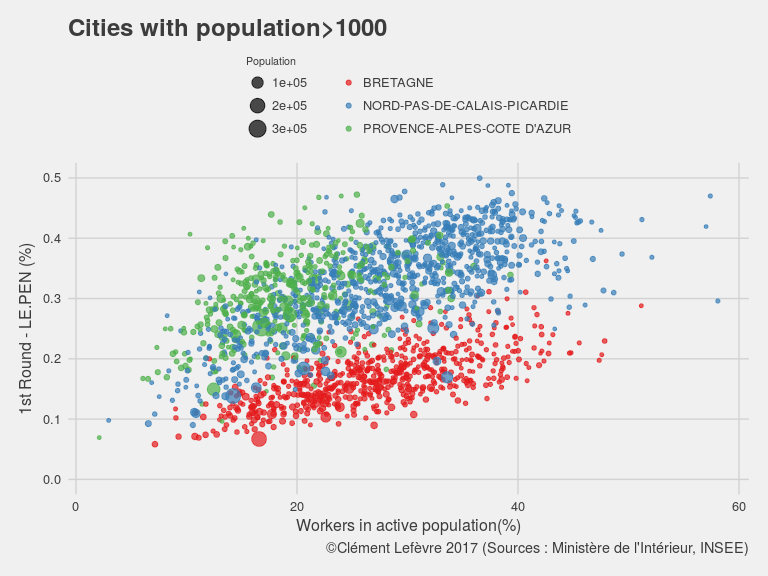 Cities with population>1000
Population
1e+05
2e+05
3e+05
BRETAGNE
NORD-PAS-DE-CALAIS-PICARDIE
PROVENCE-ALPES-COTE D'AZUR
1st Round - LE.PEN (%)
0.5
0.4
0.3
0.2
0.1
0.0
0
20
40
60
Workers in active population(%)
©Clément Lefèvre 2017 (Sources : Ministère de l'Intérieur, INSEE)